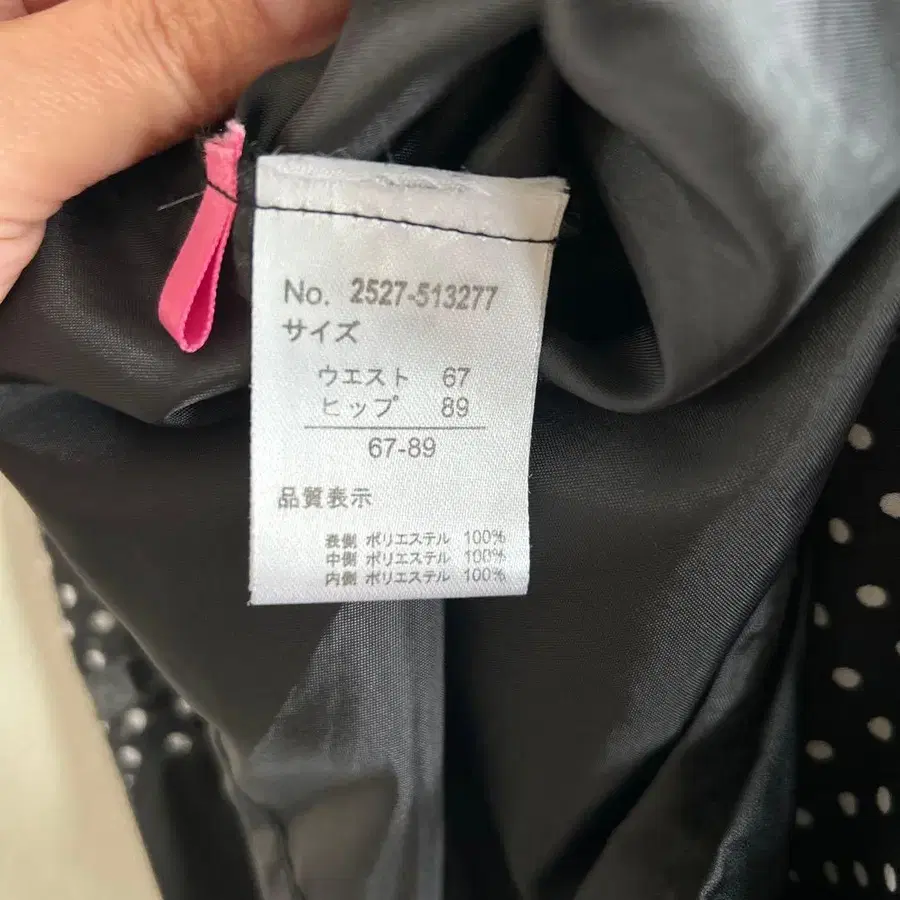 No. 2527-513277
サイズ
ウエスト 67
ヒップ 89
67-89
品質表示
表側 ポリエステル 100%
中側 ポリエステル 100%
内側 ポリエステル 100%